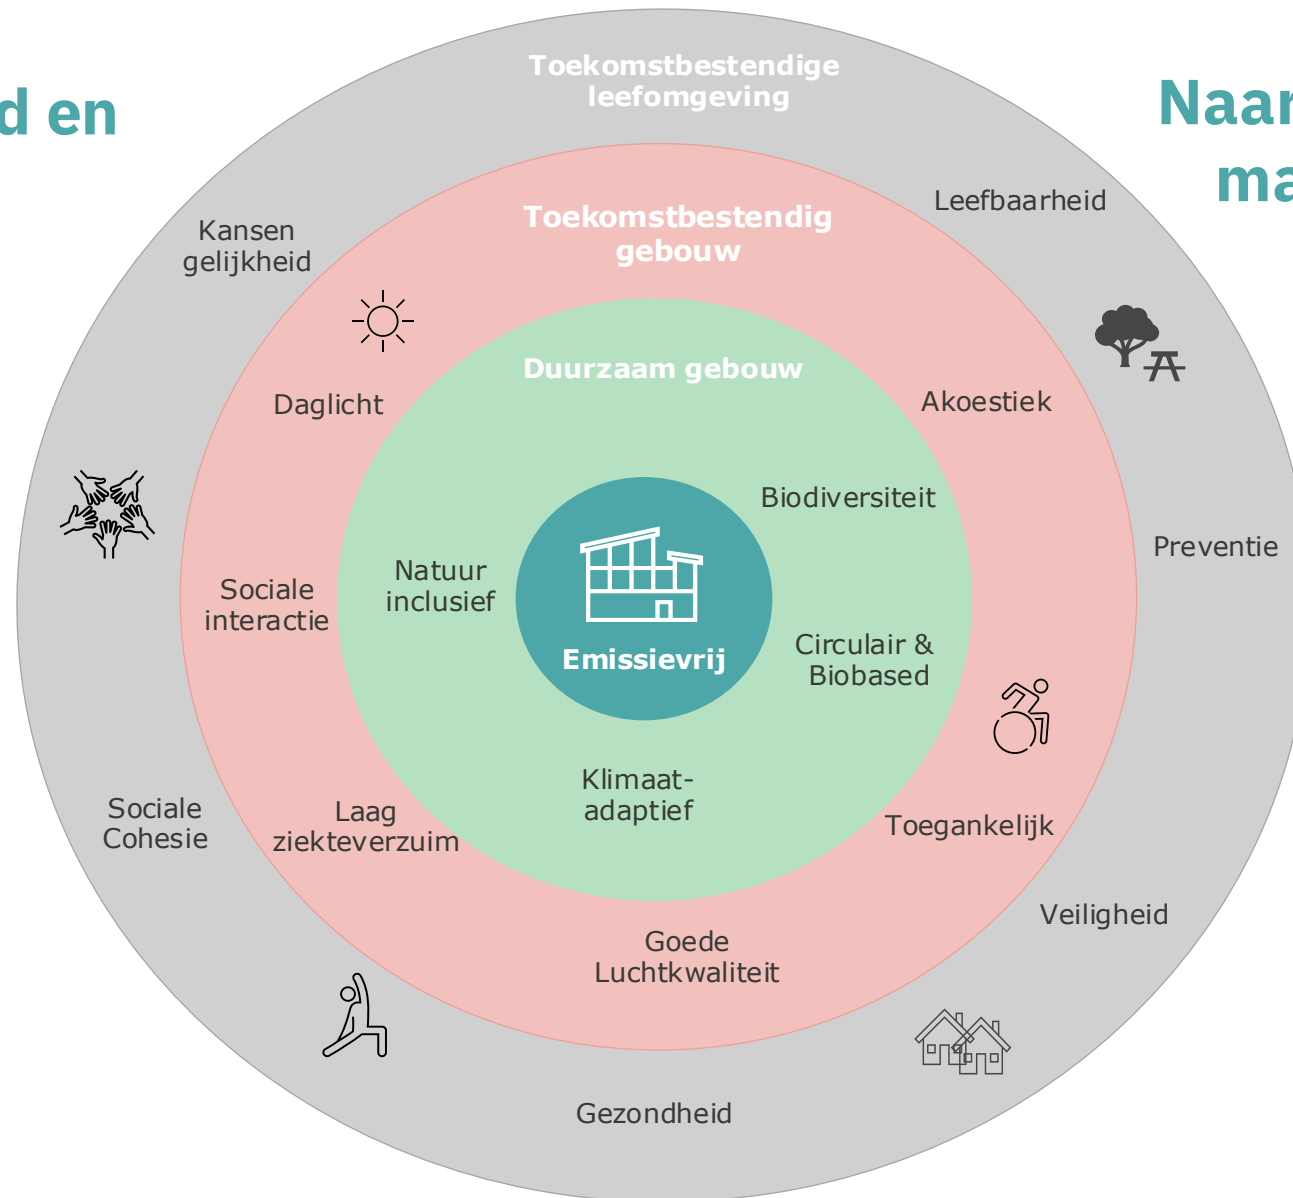 Toekomstbestendige
leefomgeving
d en
Naar
ma
Leefbaarheid
Toekomstbestendig
gebouw
Kansen
gelijkheid
Duurzaam gebouw
Daglicht
Akoestiek
Biodiversiteit
Preventie
Natuur
inclusief
Sociale
interactie
Circulair &
Biobased
Emissievrij
Klimaat-
adaptief
Sociale
Cohesie
Laag
ziekteverzuim
Toegankelijk
Veiligheid
Goede
Luchtkwaliteit
Gezondheid